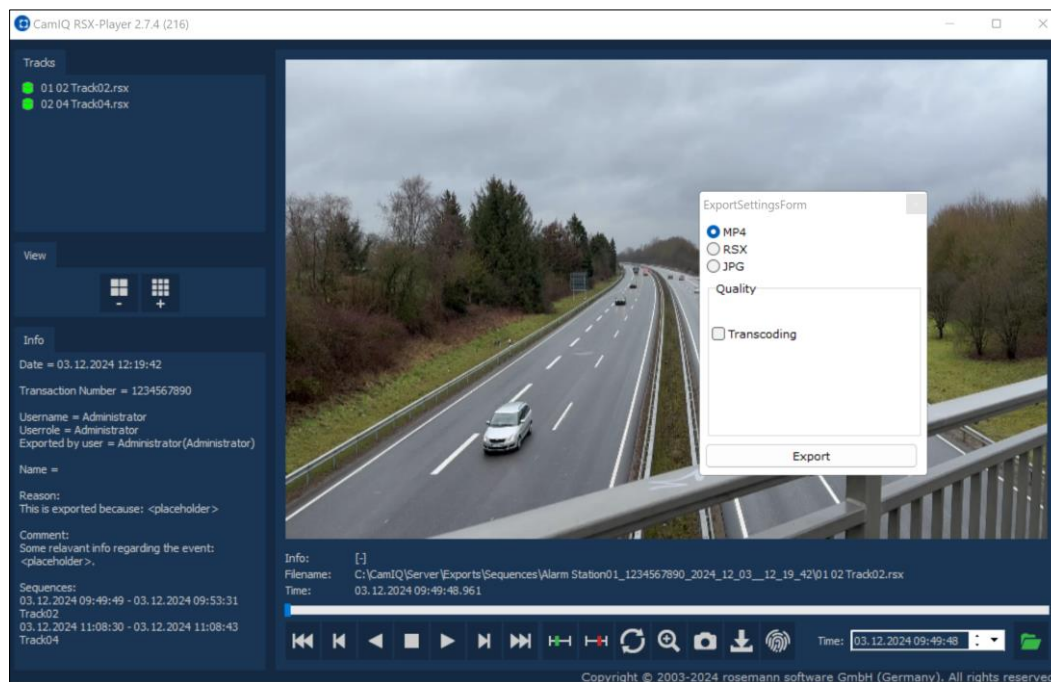 CamIQ RSX-Player 2.7.4 (216)
Tracks
01 02 Track02.rsx
02 04 Track04.rsx
View
-
+
Info
Date = 03.12.2024 12:19:42
Transaction Number = 1234567890
Username = Administrator
Userrole = Administrator
Exported by user = Administrator(Administrator)
Name =
Reason:
This is exported because: <placeholder>
Comment:
Some relavant info regarding the event:
<placeholder>.
Sequences:
03.12.2024 09:49:49 - 03.12.2024 09:53:31
Track02
03.12.2024 11:08:30 - 03.12.2024 11:08:43
Track04
ExportSettingsForm
MP4
RSX
JPG
Quality
Transcoding
Export
Info: [-]
Filename: C:\CamIQ\Server\Exports\Sequences\Alarm Station01_1234567890_2024_12_03__12_19_42\01 02 Track02.rsx
Time: 03.12.2024 09:49:48.961
Time: 03.12.2024 09:49:48
Copyright © 2003-2024 rosemann software GmbH (Germany). All rights reserved